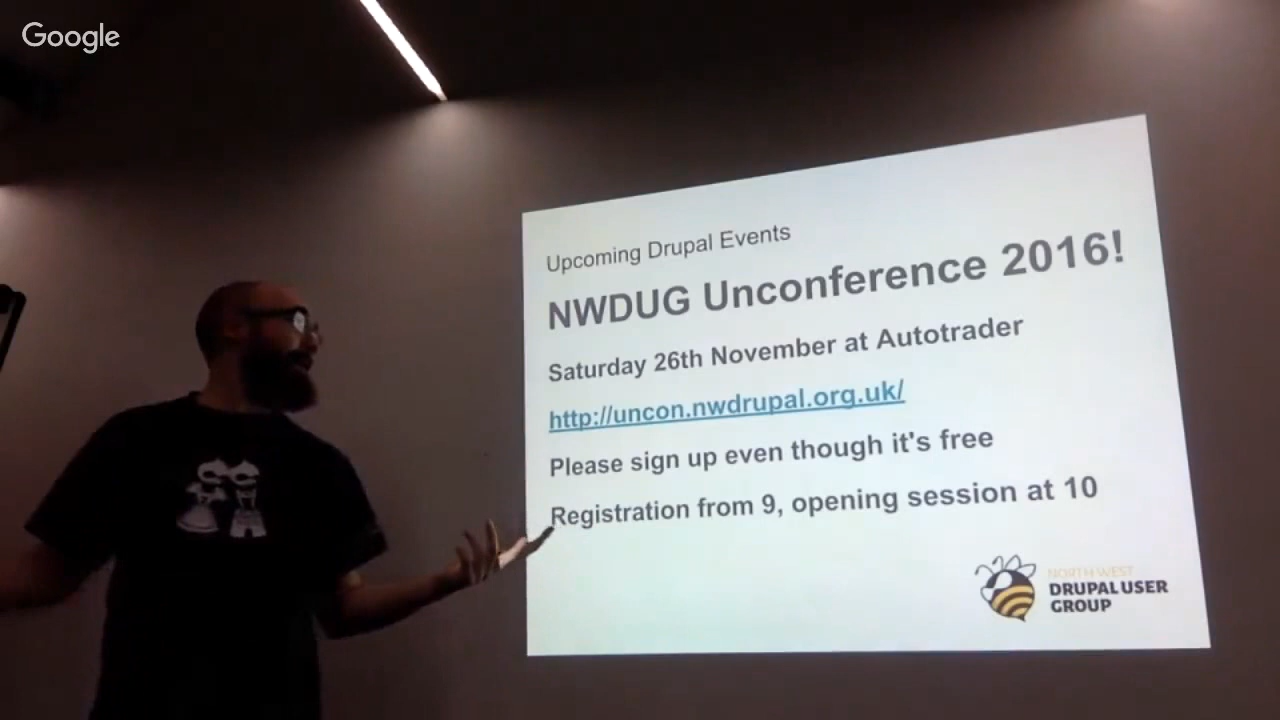 Google
Upcoming Drupal Events
NWDUG Unconference 2016!
Saturday 26th November at Autotrader
http://uncon.nwdrupal.org.uk/
Please sign up even though it's free
Registration from 9, opening session at 10
NORTH WEST
DRUPAL USER
GROUP